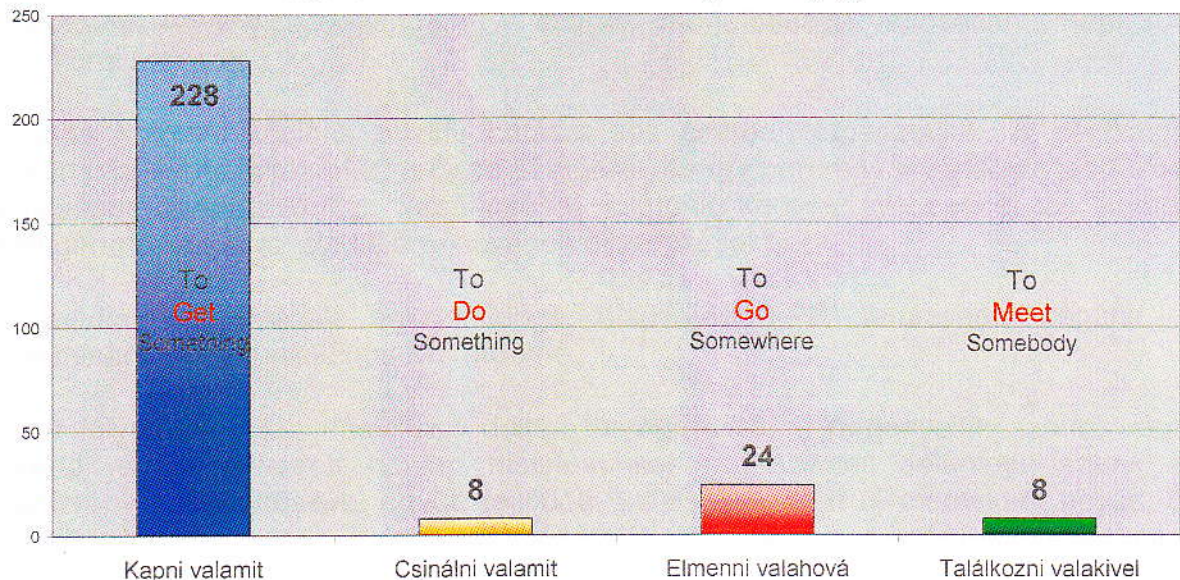 250
200
150
100
50
0
228
To
Get
Something
To
Do
Something
8
To
Go
Somewhere
24
To
Meet
Somebody
8
Kapni valamit
Csinálni valamit
Elmenni valahová
Találkozni valakivel